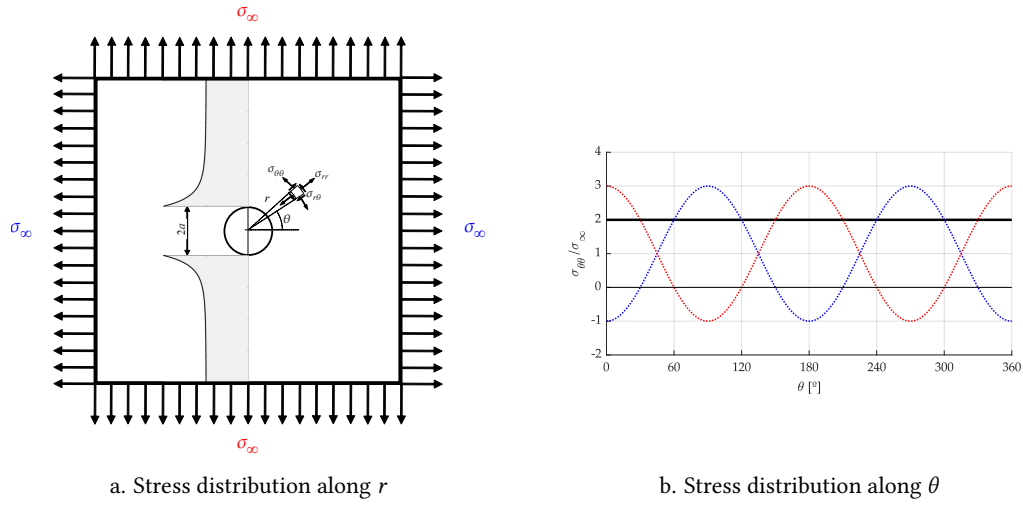 σ∞
σθθ
σrr
r
σrθ
θ
2a
σ∞
σ∞
σ∞
a. Stress distribution along r
4
3
2
1
0
-1
-2
σθθ/σ∞
0
60
120
180
240
300
360
θ [º]
b. Stress distribution along θ